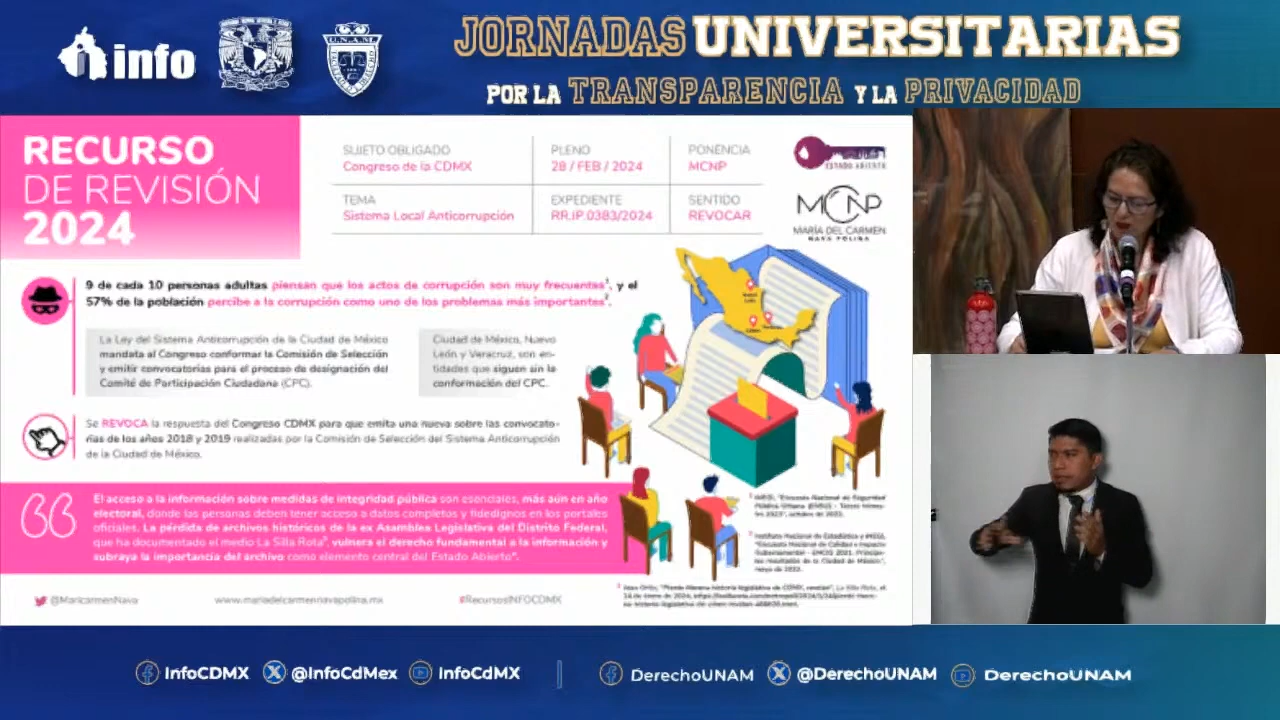 info
JORNADAS UNIVERSITARIAS
POR LA TRANSPARENCIA Y LA PRIVACIDAD
RECURSO
DE REVISIÓN
2024
SUJETO OBLIGADO
Congreso de la CDMX
PLENO
28 / FEB / 2024
PONENCIA
MCNP
TEMA
Sistema Local Anticorrupción
EXPEDIENTE
RR.IP.0383/2024
SENTIDO
REVOCAR
ESTADO ABIERTO
MCNP
MARÍA DEL CARMEN
NAVA POLINA
9 de cada 10 personas adultas piensan que los actos de corrupción son muy frecuentes¹, y el
57% de la población percibe a la corrupción como uno de los problemas más importantes².
La Ley del Sistema Anticorrupción de la Ciudad de México
mandata al Congreso conformar la Comisión de Selección
y emitir convocatorias para el proceso de designación del
Comité de Participación Ciudadana (CPC).
Ciudad de México, Nuevo
León y Veracruz, son en-
tidades que siguen sin la
conformación del CPC.
Se REVOCA la respuesta del Congreso CDMX para que emita una nueva sobre las convocato-
rias de los años 2018 y 2019 realizadas por la Comisión de Selección del Sistema Anticorrupción
de la Ciudad de México.
El acceso a la información sobre medidas de integridad pública son esenciales, más aún en año
electoral, donde las personas deben tener acceso a datos completos y fidedignos en los portales
oficiales. La pérdida de archivos históricos de la ex Asamblea Legislativa del Distrito Federal,
que ha documentado el medio La Silla Rota³, vulnera el derecho fundamental a la información y
subraya la importancia del archivo como elemento central del Estado Abierto".
@MaricarmenNava
www.mariadelcarmennavapolina.mx
#RecursosINFOCDMX
InfoCDMX
@InfoCdMex
InfoCdMX
DerechoUNAM
@DerechoUNAM
DerechoUNAM